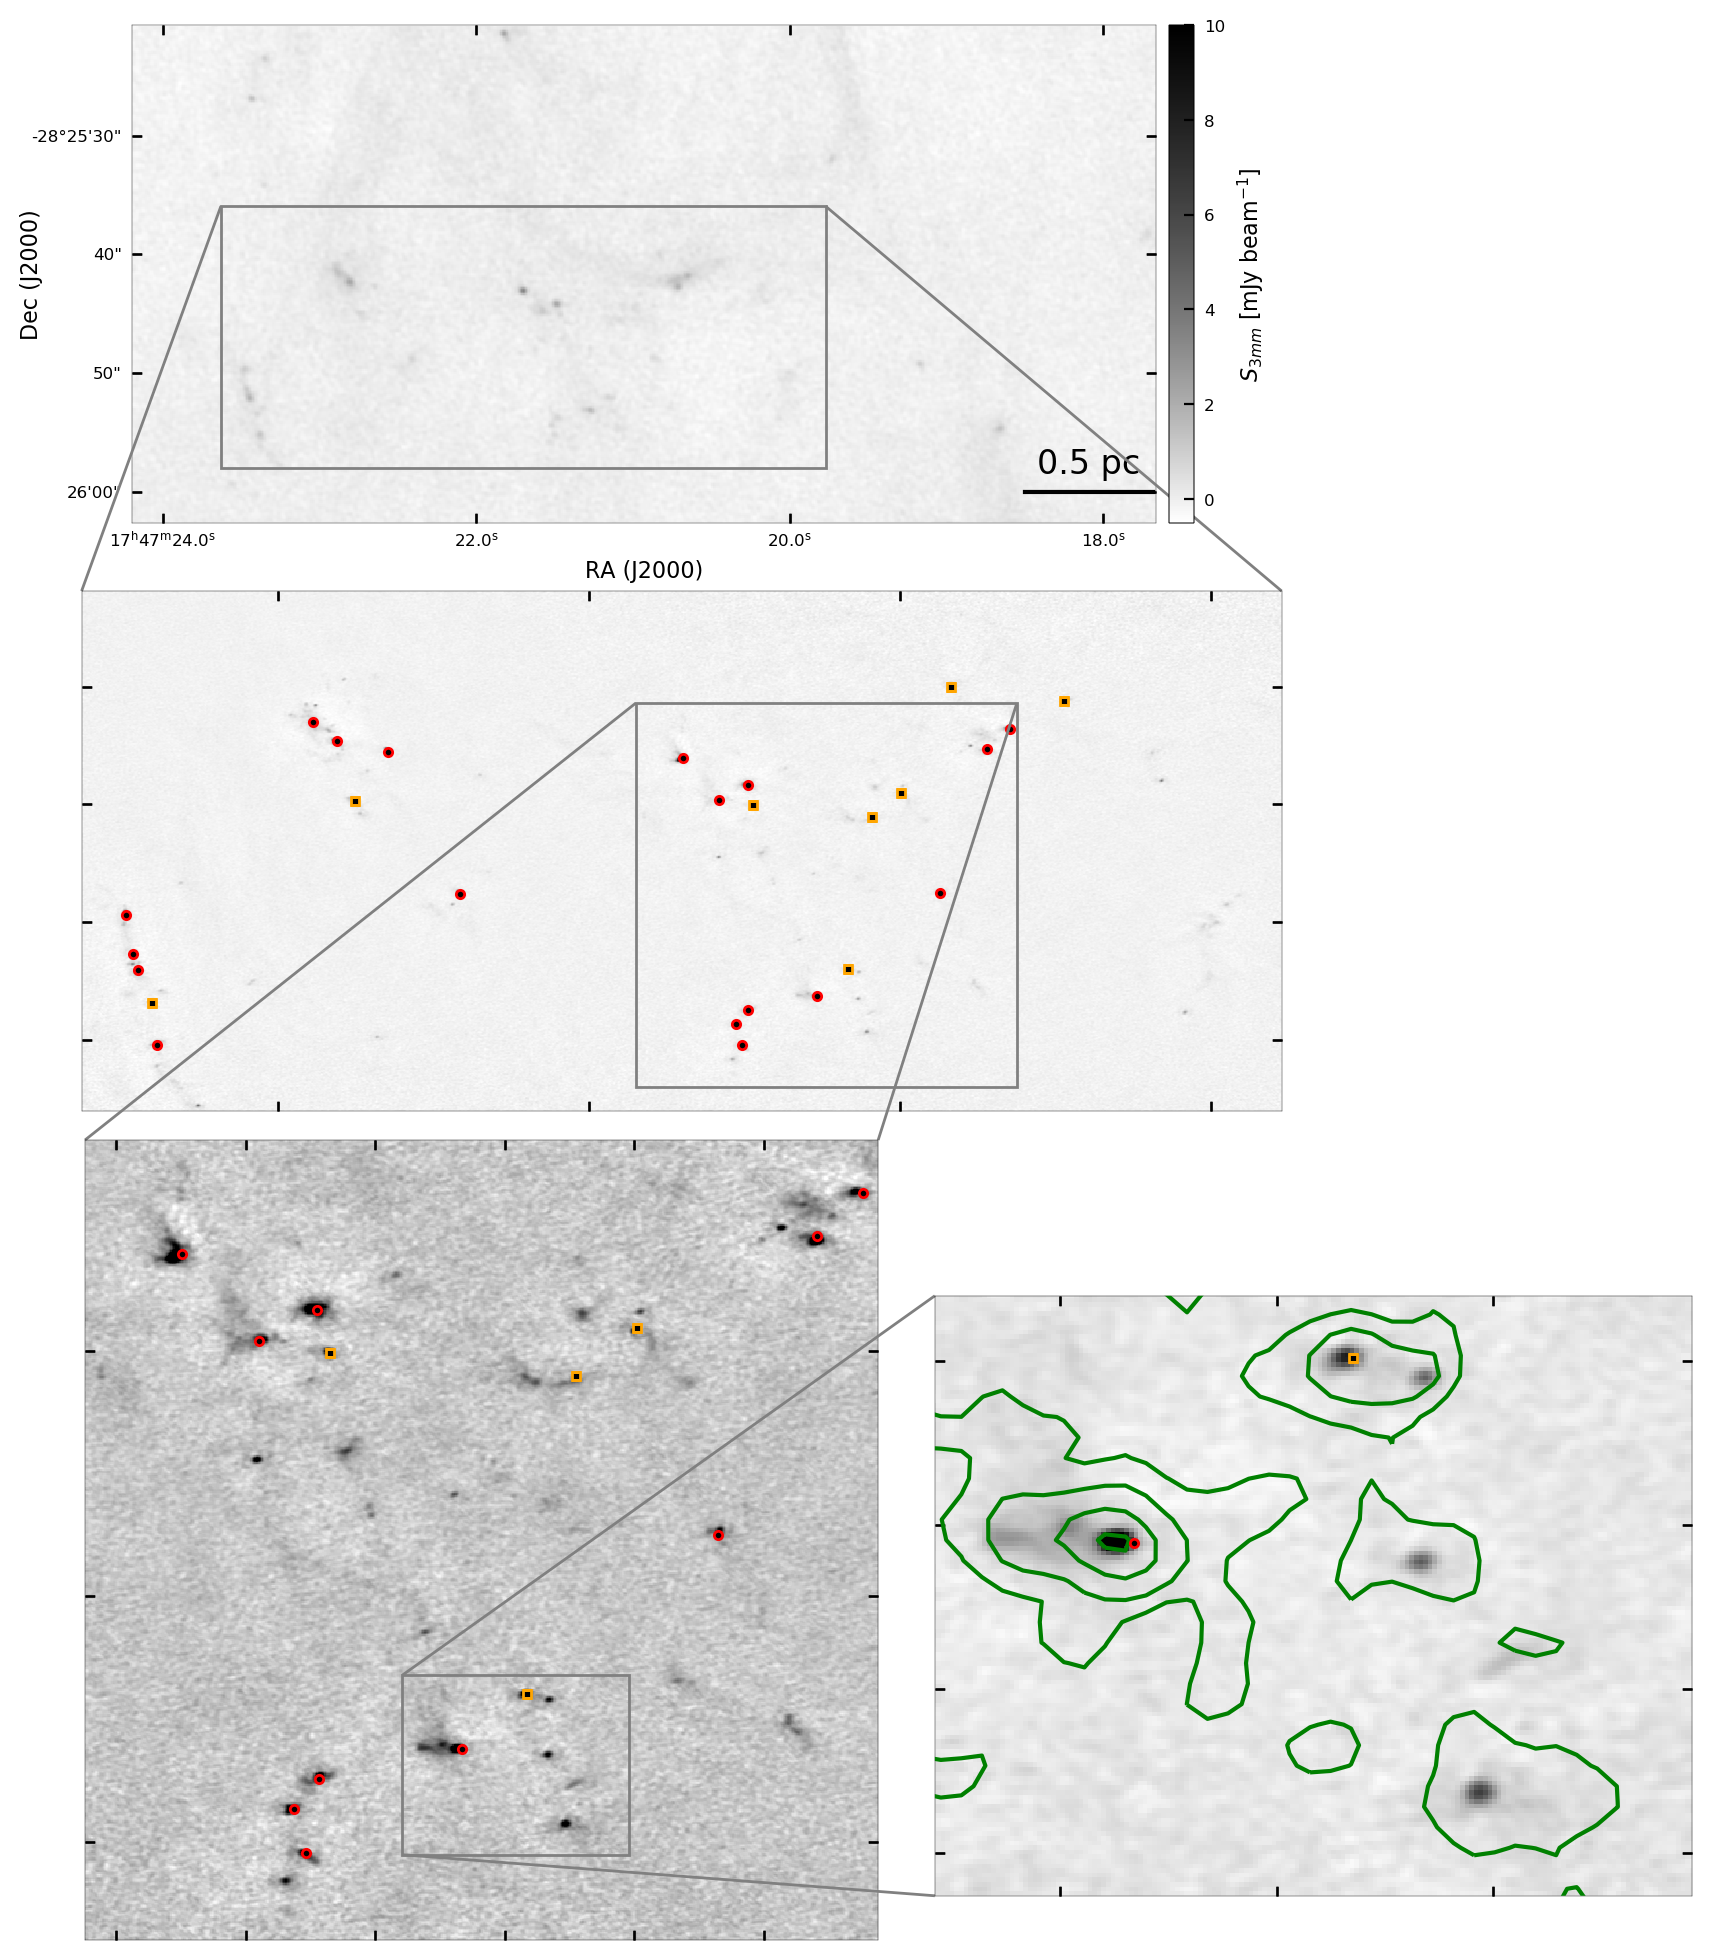 10
8
6
4
2
0
S3mm [mJy beam−1]
-28°25'30"
40"
50"
26'00"
Dec (J2000)
0.5 pc
17h47m24.0s 22.0s 20.0s 18.0s
RA (J2000)